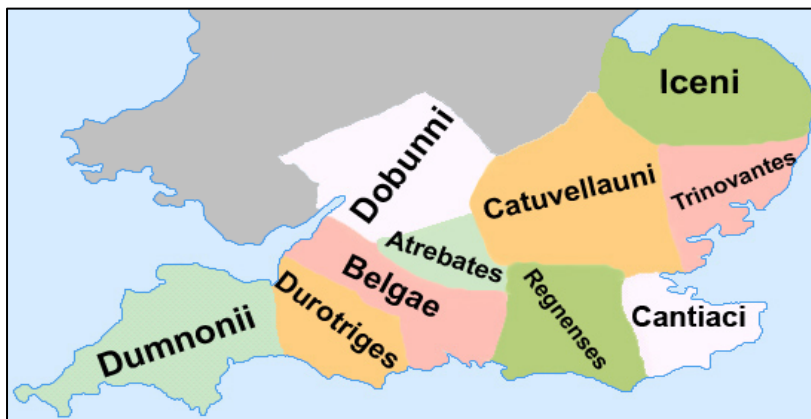 Iceni
Dobunni
Catuvellauni
Trinovantes
Atrebates
Belgae
Regnenses
Cantiaci
Durotriges
Dumnonii